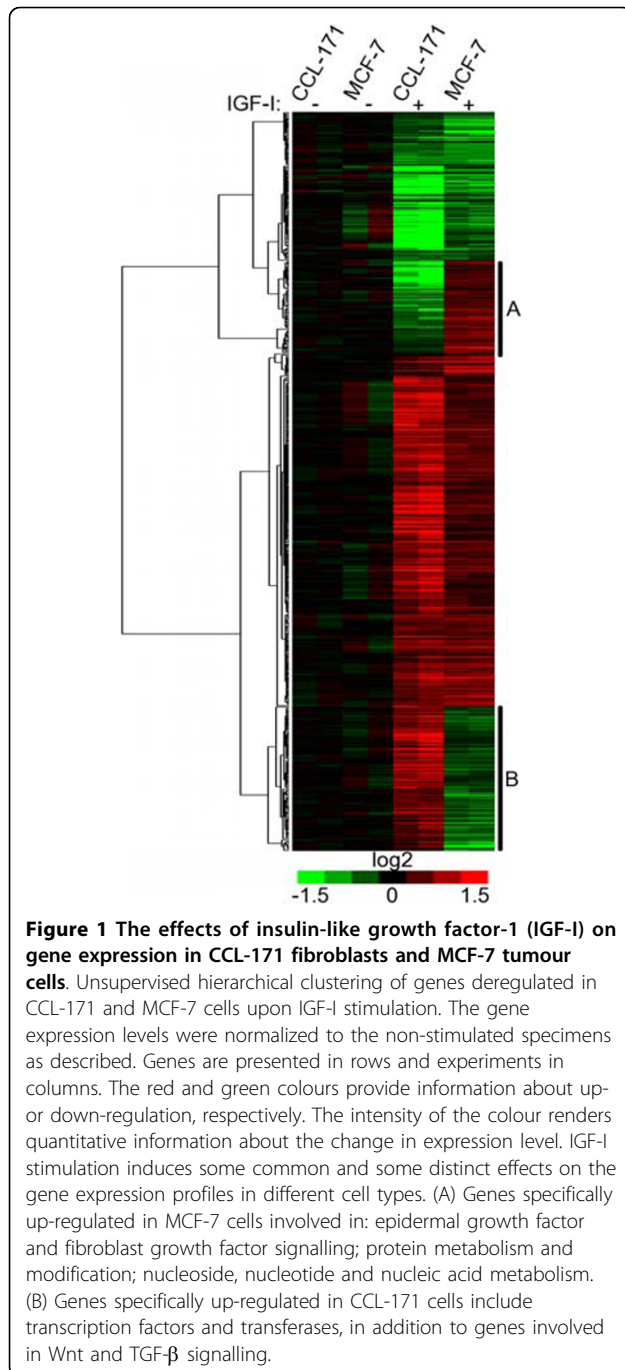 CCL-171 MCF-7 CCL-171 MCF-7
IGF-I: - - + +
A
B
log2
-1.5 0 1.5
Figure 1 The effects of insulin-like growth factor-1 (IGF-I) on
gene expression in CCL-171 fibroblasts and MCF-7 tumour
cells. Unsupervised hierarchical clustering of genes deregulated in
CCL-171 and MCF-7 cells upon IGF-I stimulation. The gene
expression levels were normalized to the non-stimulated specimens
as described. Genes are presented in rows and experiments in
columns. The red and green colours provide information about up-
or down-regulation, respectively. The intensity of the colour renders
quantitative information about the change in expression level. IGF-I
stimulation induces some common and some distinct effects on the
gene expression profiles in different cell types. (A) Genes specifically
up-regulated in MCF-7 cells involved in: epidermal growth factor
and fibroblast growth factor signalling; protein metabolism and
modification; nucleoside, nucleotide and nucleic acid metabolism.
(B) Genes specifically up-regulated in CCL-171 cells include
transcription factors and transferases, in addition to genes involved
in Wnt and TGF-β signalling.